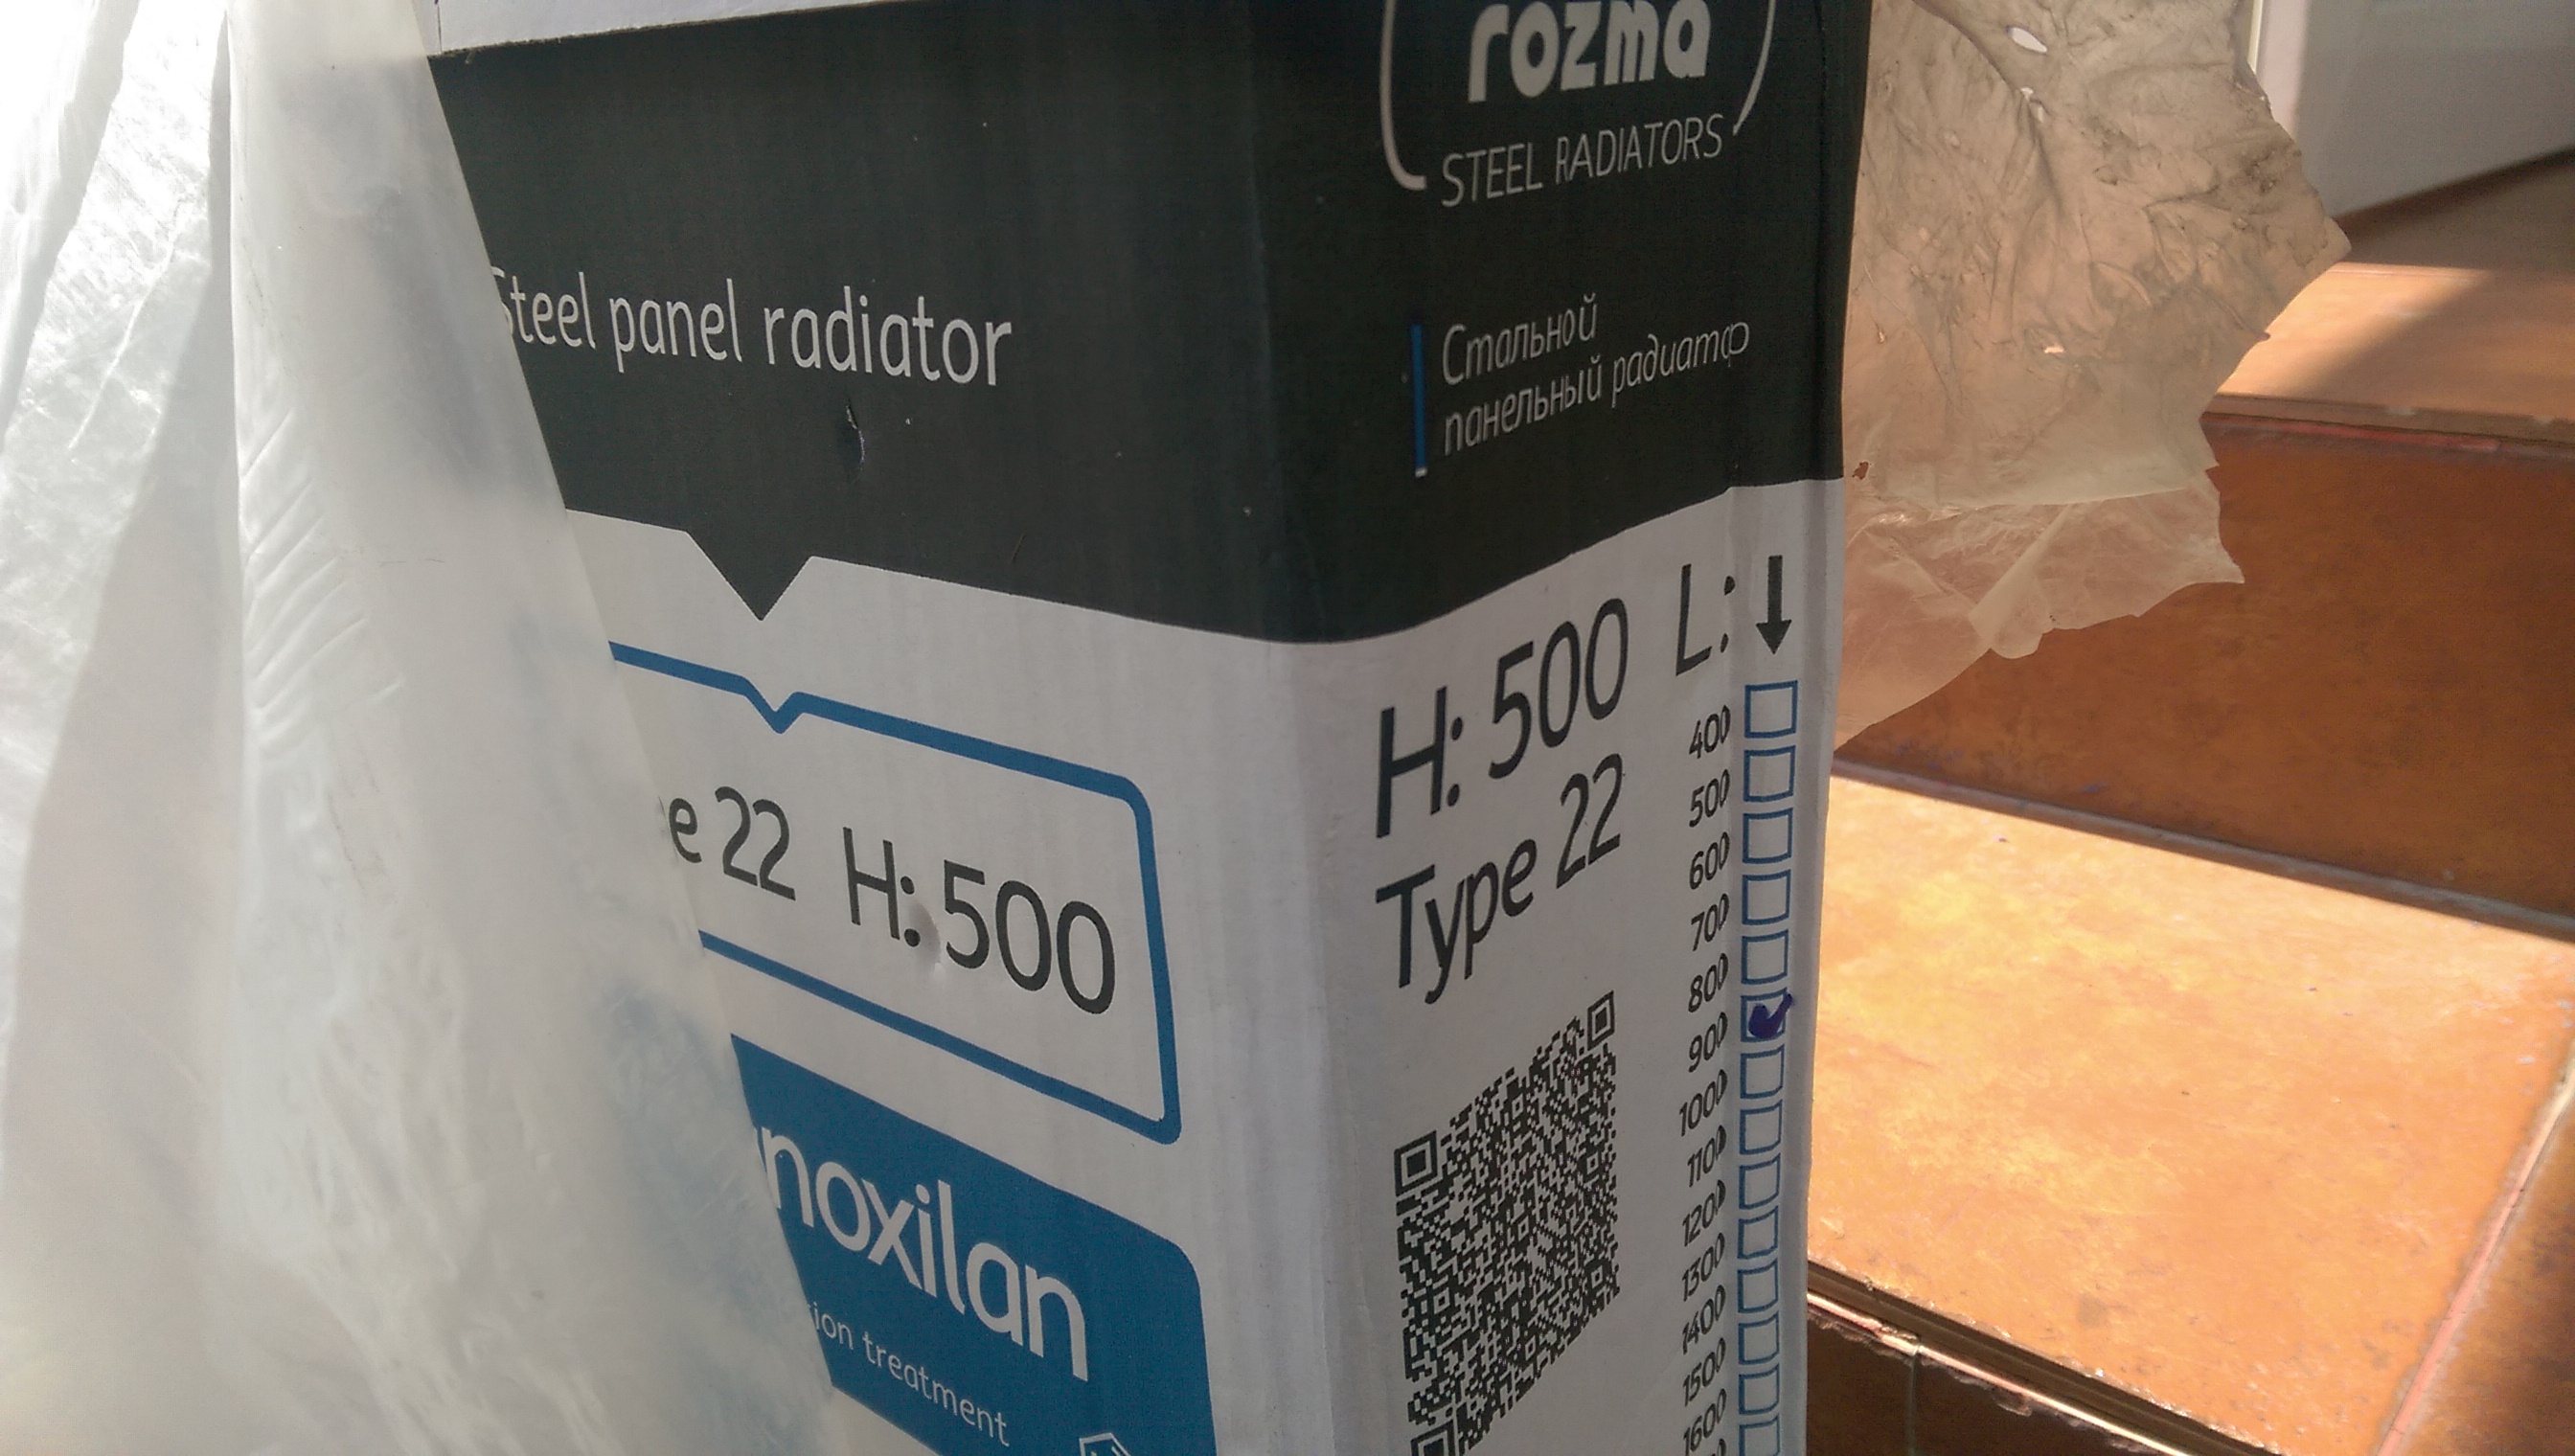 rozma
STEEL RADIATORS
Steel panel radiator
Стальной
панельный радиатор
e 22 H: 500
H: 500 L:
Type 22
400
500
600
700
800
900
1000
1100
1200
1300
1400
1500
1600
noxilan
ion treatment